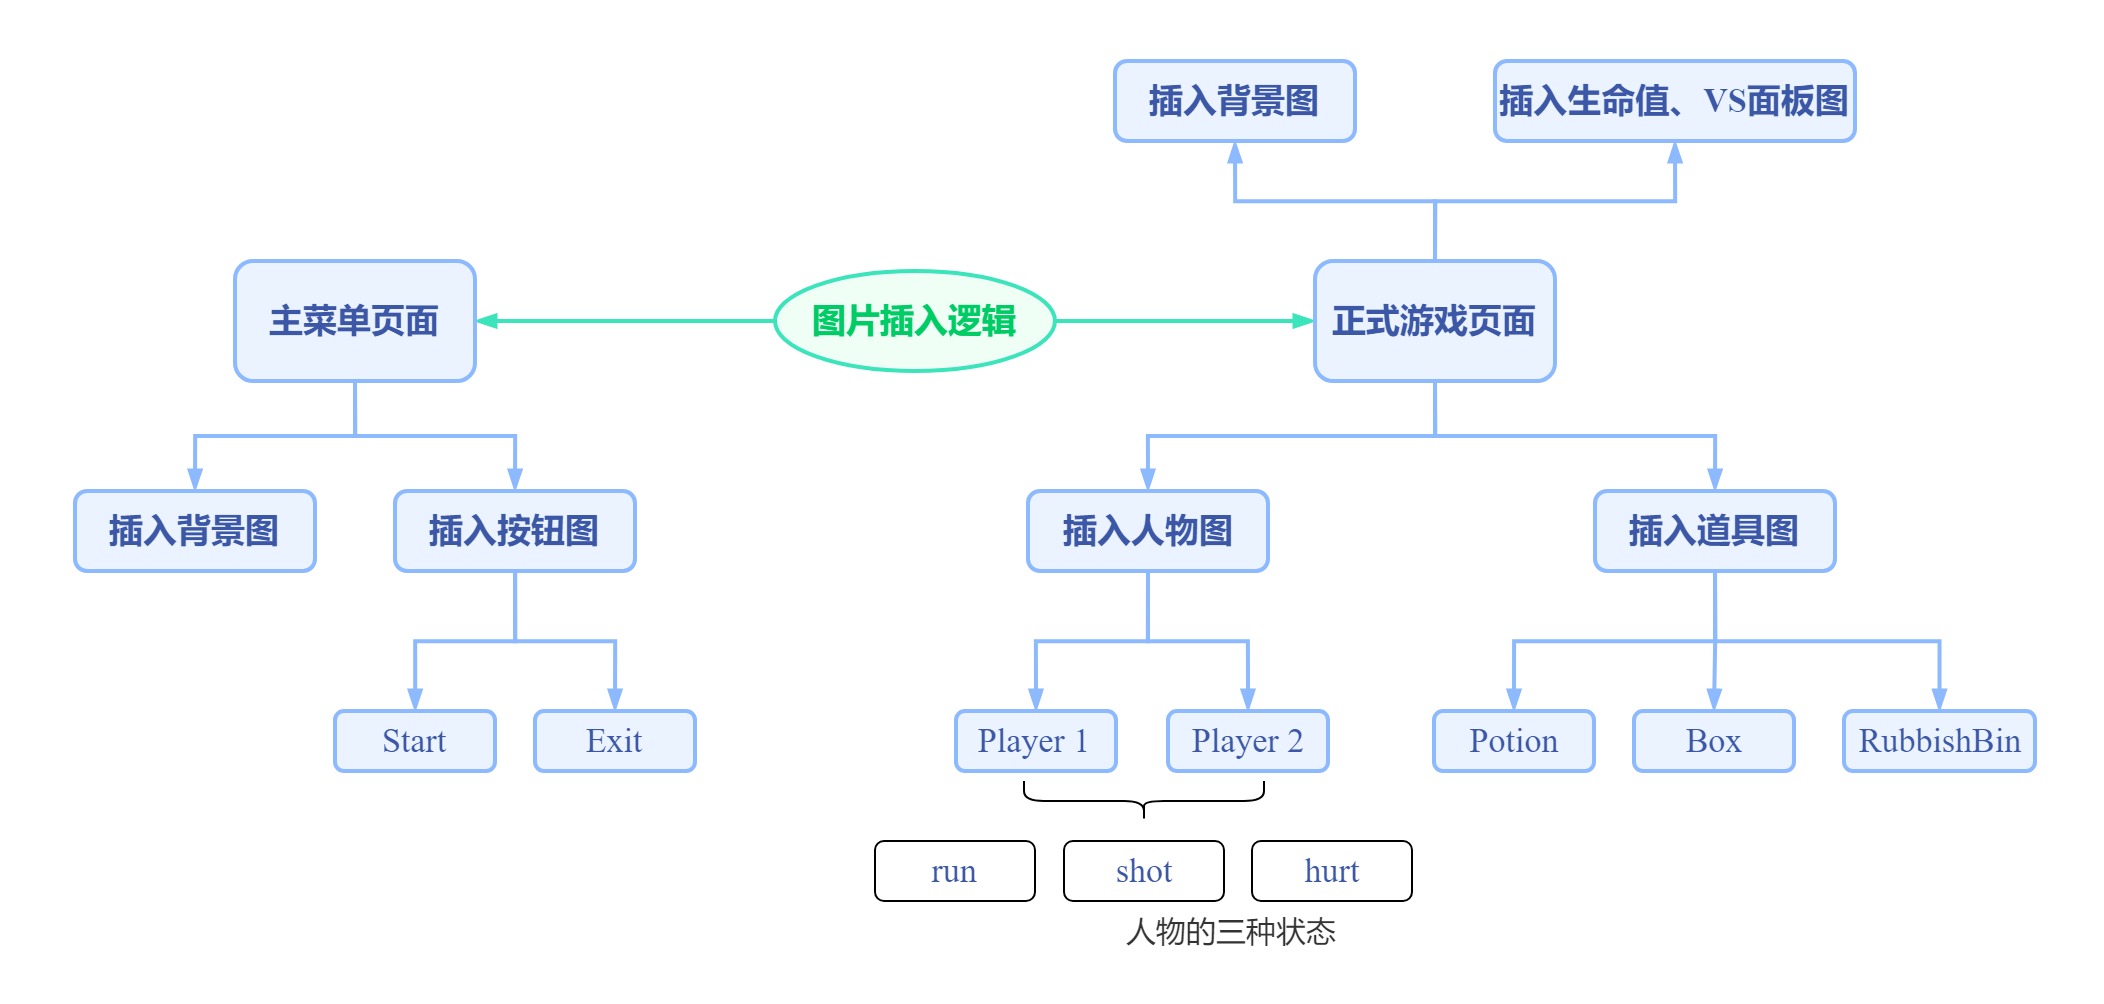 插入背景图
插入生命值、VS面板图
主菜单页面
图片插入逻辑
正式游戏页面
插入背景图
插入按钮图
插入人物图
插入道具图
Start
Exit
Player 1
Player 2
Potion
Box
RubbishBin
run
shot
hurt
人物的三种状态